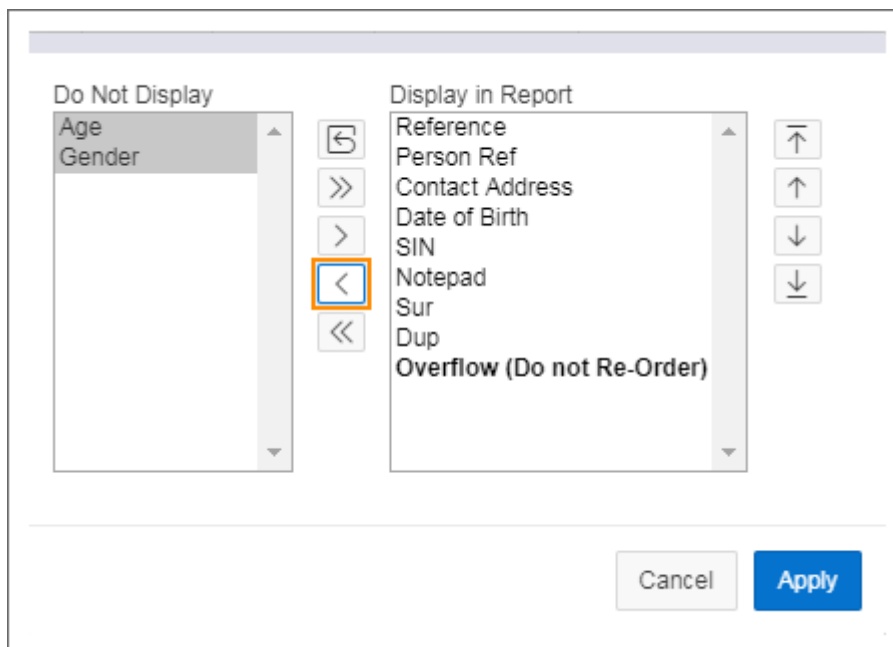 Do Not Display
Age
Gender
Display in Report
Reference
Person Ref
Contact Address
Date of Birth
SIN
Notepad
Sur
Dup
Overflow (Do not Re-Order)
Cancel
Apply